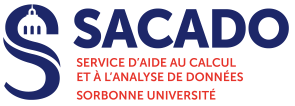 SACADO
SERVICE D'AIDE AU CALCUL
ET À L'ANALYSE DE DONNÉES
SORBONNE UNIVERSITÉ